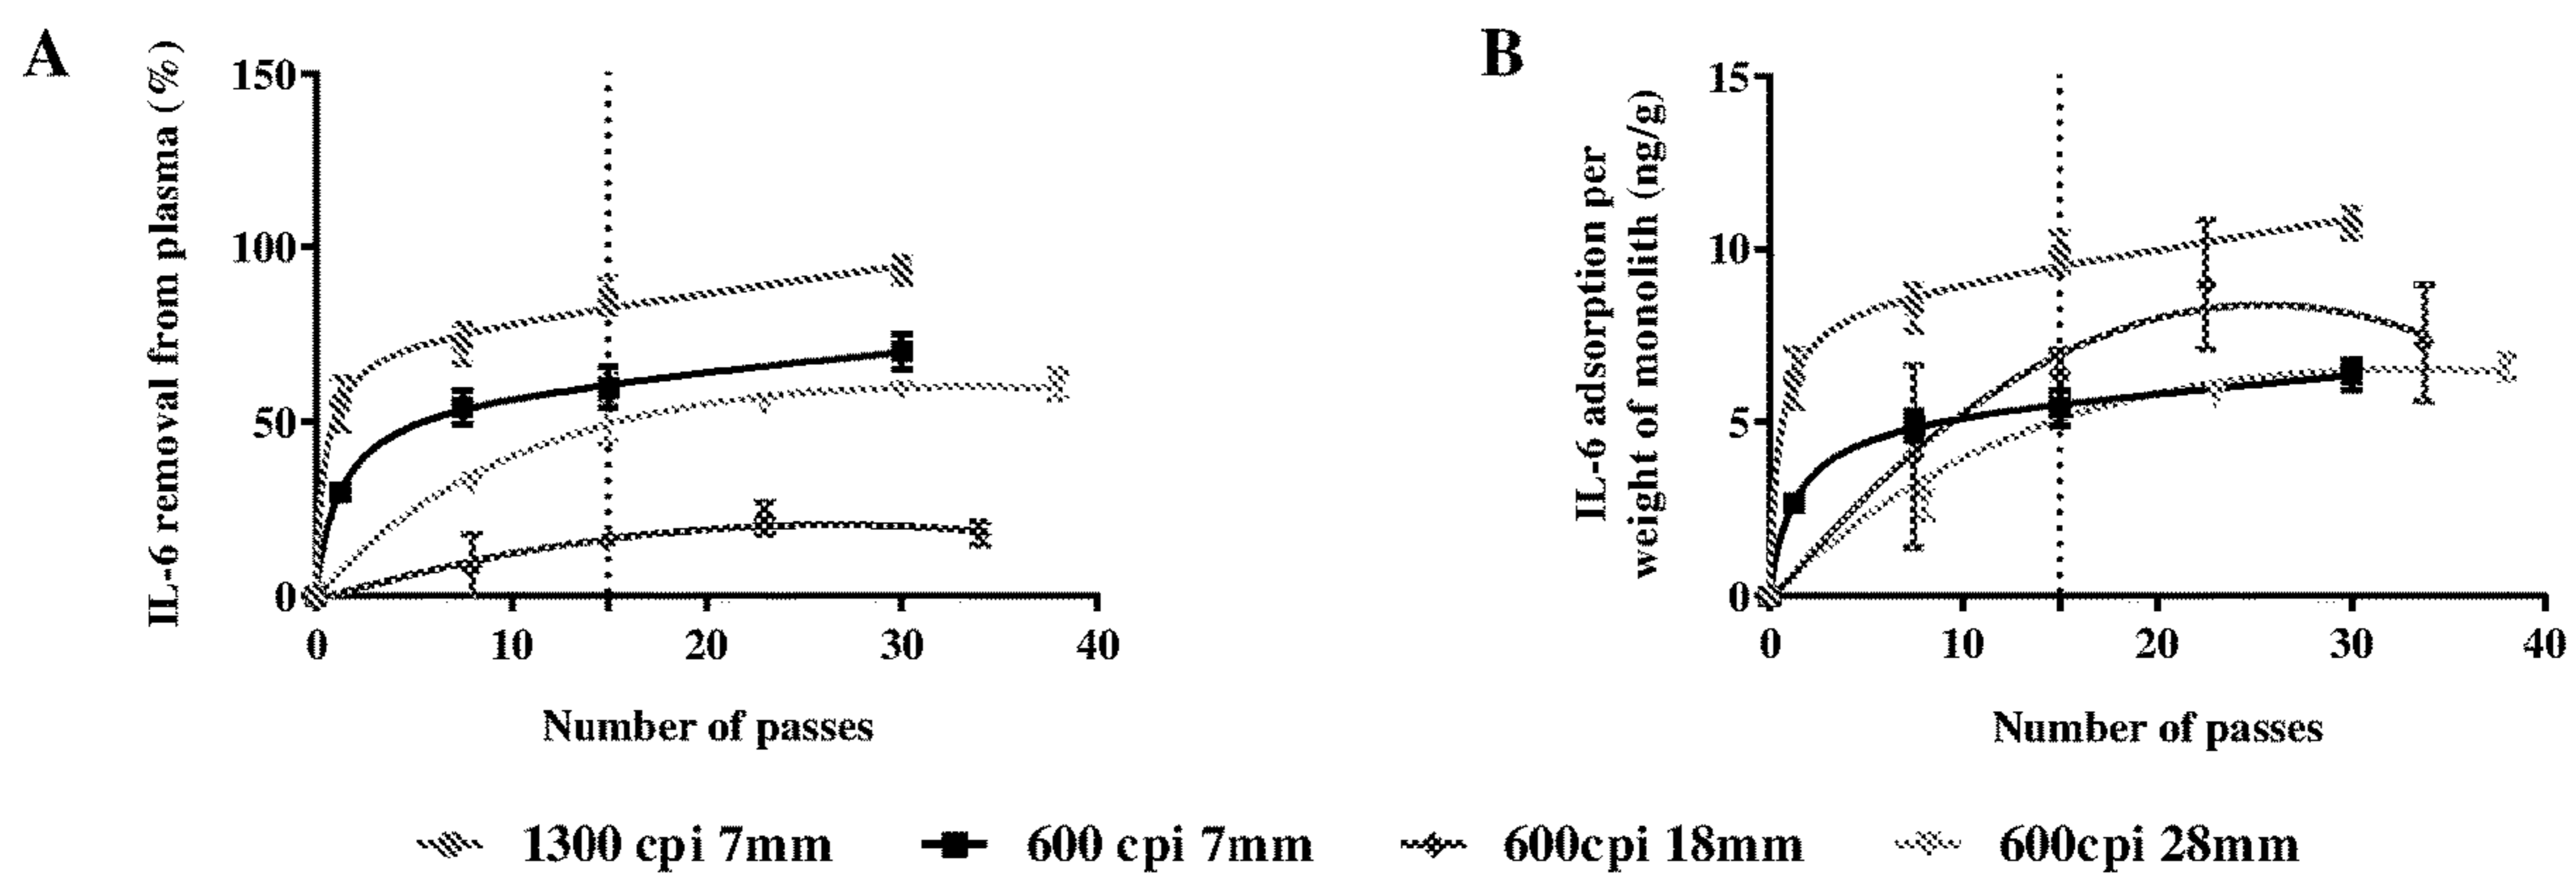 A
B
IL-6 removal from plasma (%)
150
100
50
0
0 10 20 30 40
Number of passes
IL-6 adsorption per
weight of monolith (ng/g)
15
10
5
0
0 10 20 30 40
Number of passes
1300 cpi 7mm
600 cpi 7mm
600cpi 18mm
600cpi 28mm